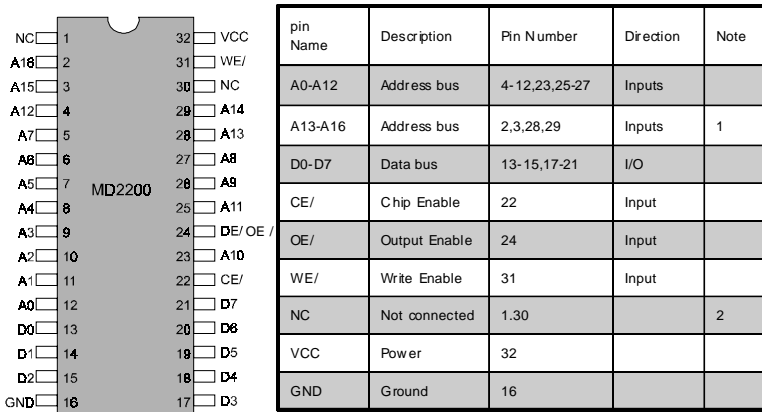 NC 1 32 VCC
A16 2 31 WE/
A15 3 30 NC
A12 4 29 A14
A7 5 28 A13
A6 6 27 A8
A5 7 MD2200 26 A9
A4 8 25 A11
A3 9 24 OE/ OE /
A2 10 23 A10
A1 11 22 CE/
A0 12 21 D7
D0 13 20 D6
D1 14 19 D5
D2 15 18 D4
GND 16 17 D3
pin Name Description Pin Number Direction Note
A0-A12 Address bus 4-12,23,25-27 Inputs
A13-A16 Address bus 2,3,28,29 Inputs 1
D0-D7 Data bus 13-15,17-21 I/O
CE/ Chip Enable 22 Input
OE/ Output Enable 24 Input
WE/ Write Enable 31 Input
NC Not connected 1.30 2
VCC Power 32
GND Ground 16